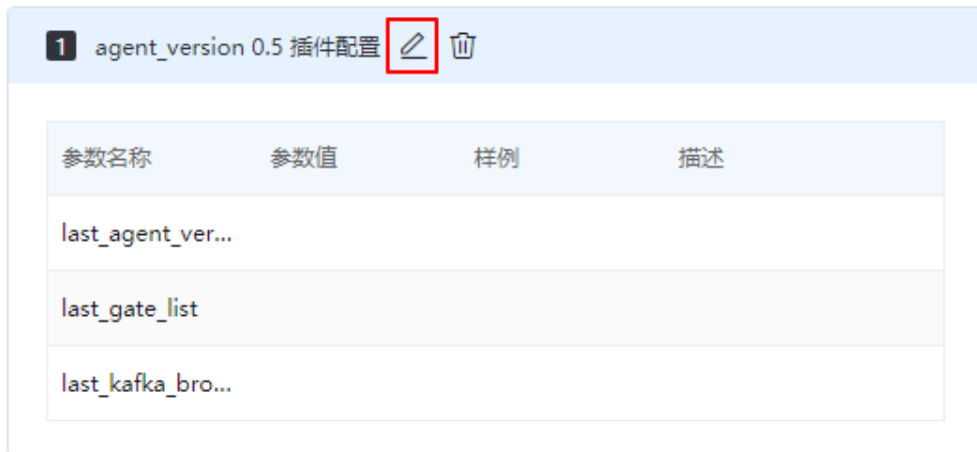 1 agent_version 0.5 插件配置
参数名称 参数值 样例 描述
last_agent_ver...
last_gate_list
last_kafka_bro...